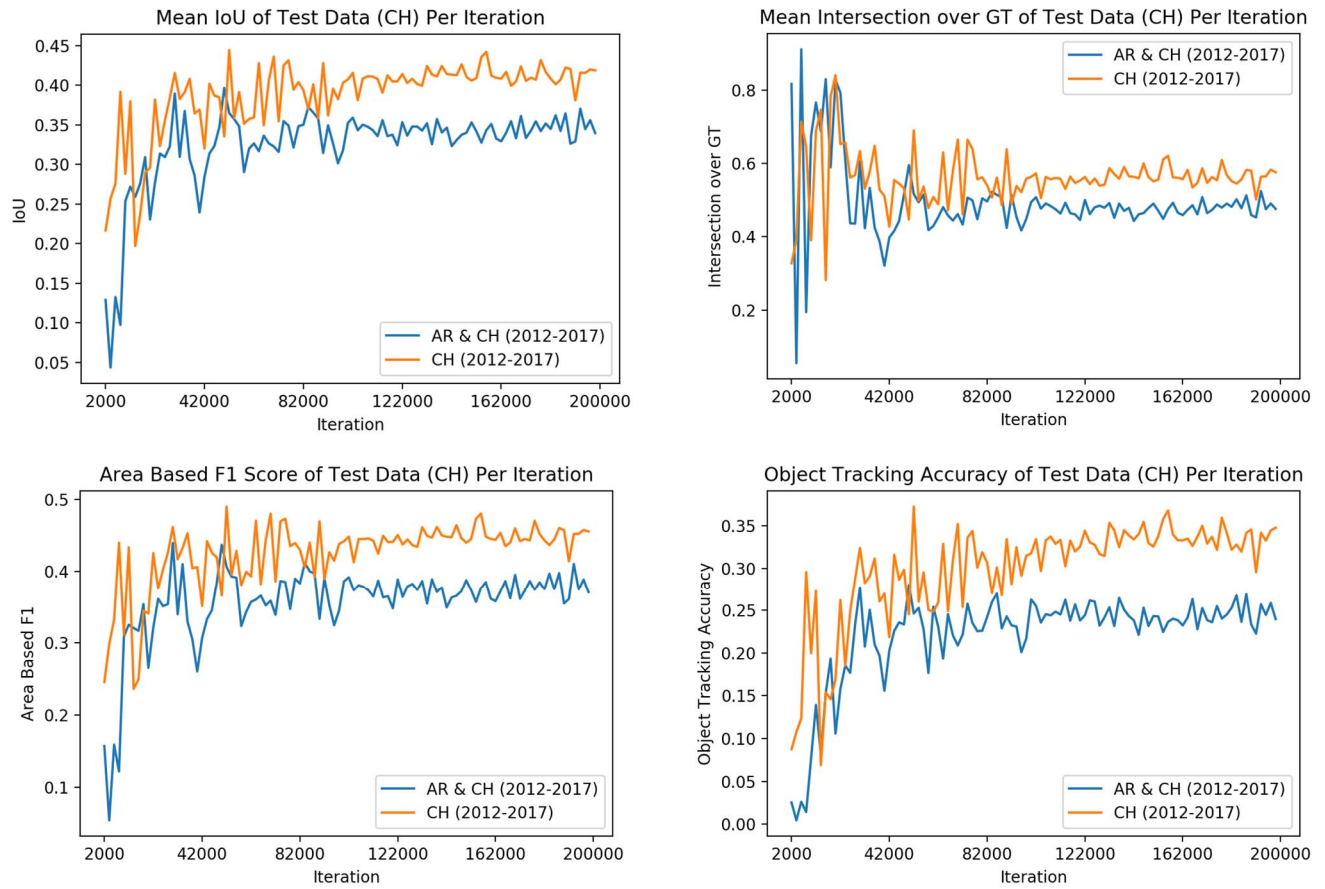 Mean IoU of Test Data (CH) Per Iteration
IoU
0.45
0.40
0.35
0.30
0.25
0.20
0.15
0.10
0.05
AR & CH (2012-2017)
CH (2012-2017)
2000 42000 82000 122000 162000 200000
Iteration
Mean Intersection over GT of Test Data (CH) Per Iteration
Intersection over GT
0.8
0.6
0.4
0.2
AR & CH (2012-2017)
CH (2012-2017)
2000 42000 82000 122000 162000 200000
Iteration
Area Based F1 Score of Test Data (CH) Per Iteration
Area Based F1
0.5
0.4
0.3
0.2
0.1
AR & CH (2012-2017)
CH (2012-2017)
2000 42000 82000 122000 162000 200000
Iteration
Object Tracking Accuracy of Test Data (CH) Per Iteration
Object Tracking Accuracy
0.35
0.30
0.25
0.20
0.15
0.10
0.05
0.00
AR & CH (2012-2017)
CH (2012-2017)
2000 42000 82000 122000 162000 200000
Iteration